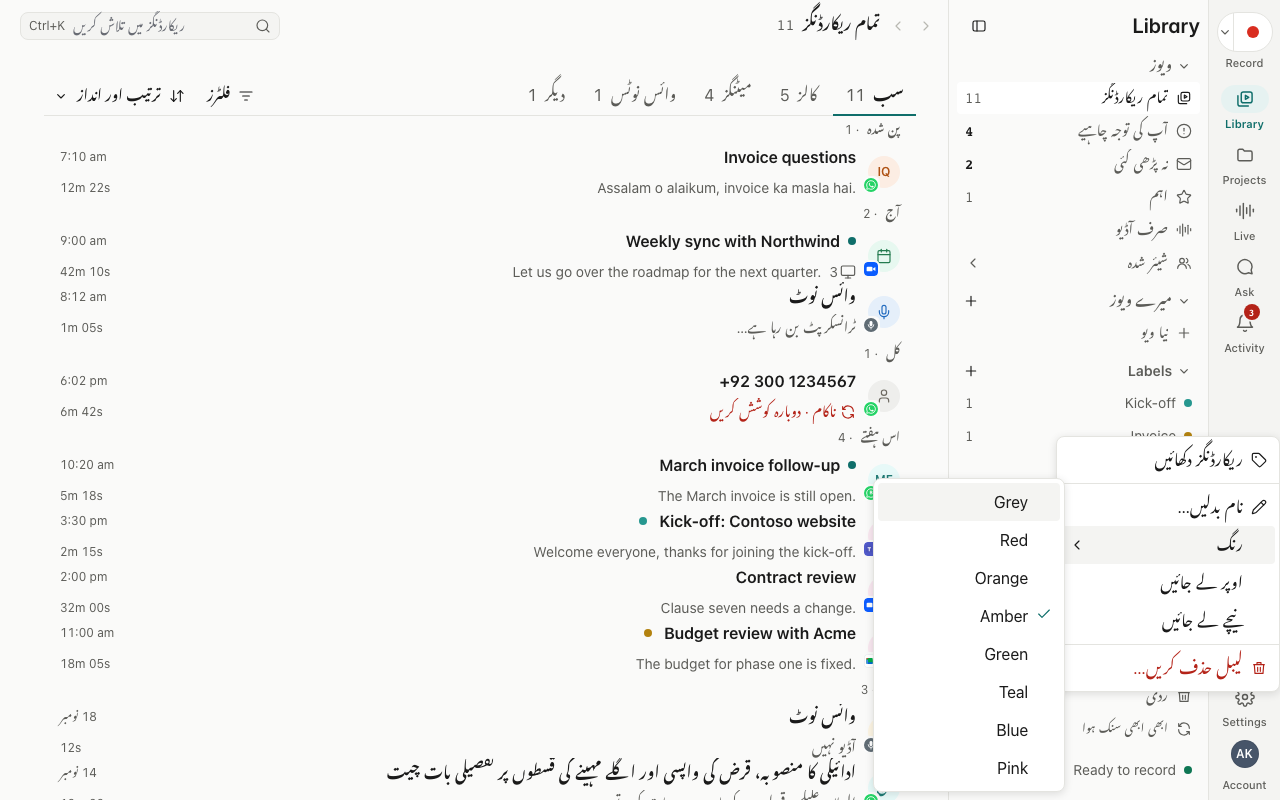 Record
Library
Projects
Live
Ask
3
Activity
Settings
AK
Account
Library
ویوز
تمام ریکارڈنگز 11
آپ کی توجہ چاہیے 4
نہ پڑھی گئی 2
اہم 1
صرف آڈیو
شیئر شدہ
میرے ویوز
نیا ویو
Labels
Kick-off 1
Invoice 1
ردی
ابھی ابھی سنک ہوا
Ready to record
ریکارڈنگز دکھائیں
نام بدلیں...
رنگ
اوپر لے جائیں
نیچے لے جائیں
لیبل حذف کریں...
Grey
Red
Orange
Amber
Green
Teal
Blue
Pink
تمام ریکارڈنگز 11
ریکارڈنگز میں تلاش کریں Ctrl+K
سب 11 کالز 5 میٹنگز 4 وائس نوٹس 1 دیگر 1
فلٹرز ترتیب اور انداز
پن شدہ · 1
IQ
Invoice questions 7:10 am
Assalam o alaikum, invoice ka masla hai. 12m 22s
آج · 2
Weekly sync with Northwind 9:00 am
Let us go over the roadmap for the next quarter. 3 42m 10s
وائس نوٹ 8:12 am
ٹرانسکرپٹ بن رہا ہے... 1m 05s
کل · 1
+92 300 1234567 6:02 pm
ناکام · دوبارہ کوشش کریں 6m 42s
اس ہفتے · 4
March invoice follow-up 10:20 am
The March invoice is still open. 5m 18s
Kick-off: Contoso website 3:30 pm
Welcome everyone, thanks for joining the kick-off. 2m 15s
Contract review 2:00 pm
Clause seven needs a change. 32m 00s
Budget review with Acme 11:00 am
The budget for phase one is fixed. 18m 05s
3
وائس نوٹ 18 نومبر
آڈیو نہیں 12s
ادائیگی کا منصوبہ، قرض کی واپسی اور اگلے مہینے کی قسطوں پر تفصیلی بات چیت 14 نومبر